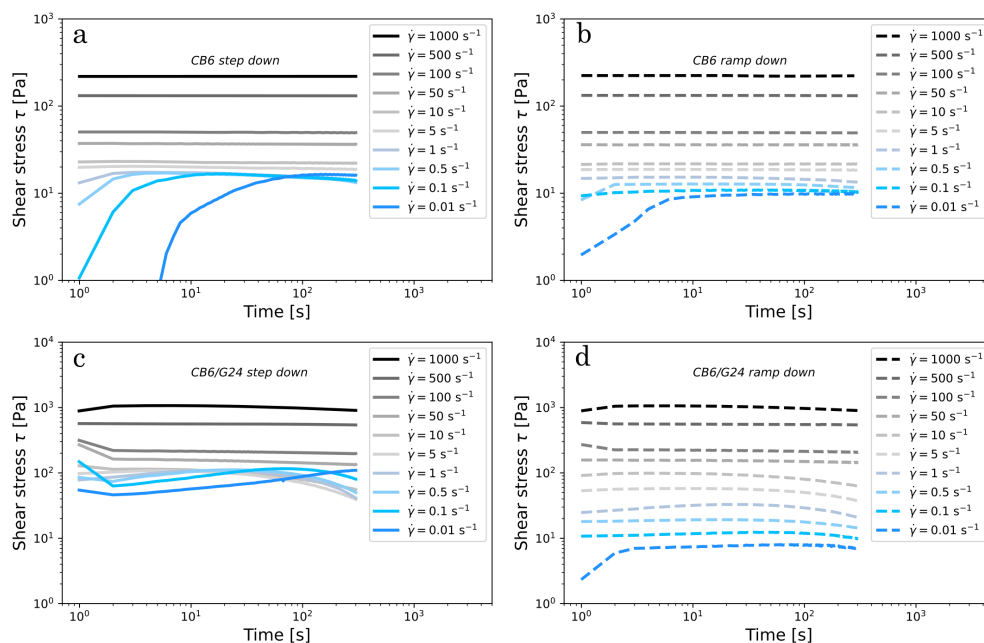 a
CB6 step down
Shear stress τ [Pa]
10³
10²
10¹
10⁰
10⁰ 10¹ 10² 10³
Time [s]
γ̇ = 1000 s⁻¹
γ̇ = 500 s⁻¹
γ̇ = 100 s⁻¹
γ̇ = 50 s⁻¹
γ̇ = 10 s⁻¹
γ̇ = 5 s⁻¹
γ̇ = 1 s⁻¹
γ̇ = 0.5 s⁻¹
γ̇ = 0.1 s⁻¹
γ̇ = 0.01 s⁻¹
b
CB6 ramp down
Shear stress τ [Pa]
10³
10²
10¹
10⁰
10⁰ 10¹ 10² 10³
Time [s]
γ̇ = 1000 s⁻¹
γ̇ = 500 s⁻¹
γ̇ = 100 s⁻¹
γ̇ = 50 s⁻¹
γ̇ = 10 s⁻¹
γ̇ = 5 s⁻¹
γ̇ = 1 s⁻¹
γ̇ = 0.5 s⁻¹
γ̇ = 0.1 s⁻¹
γ̇ = 0.01 s⁻¹
c
CB6/G24 step down
Shear stress τ [Pa]
10⁴
10³
10²
10¹
10⁰
10⁰ 10¹ 10² 10³
Time [s]
γ̇ = 1000 s⁻¹
γ̇ = 500 s⁻¹
γ̇ = 100 s⁻¹
γ̇ = 50 s⁻¹
γ̇ = 10 s⁻¹
γ̇ = 5 s⁻¹
γ̇ = 1 s⁻¹
γ̇ = 0.5 s⁻¹
γ̇ = 0.1 s⁻¹
γ̇ = 0.01 s⁻¹
d
CB6/G24 ramp down
Shear stress τ [Pa]
10⁴
10³
10²
10¹
10⁰
10⁰ 10¹ 10² 10³
Time [s]
γ̇ = 1000 s⁻¹
γ̇ = 500 s⁻¹
γ̇ = 100 s⁻¹
γ̇ = 50 s⁻¹
γ̇ = 10 s⁻¹
γ̇ = 5 s⁻¹
γ̇ = 1 s⁻¹
γ̇ = 0.5 s⁻¹
γ̇ = 0.1 s⁻¹
γ̇ = 0.01 s⁻¹